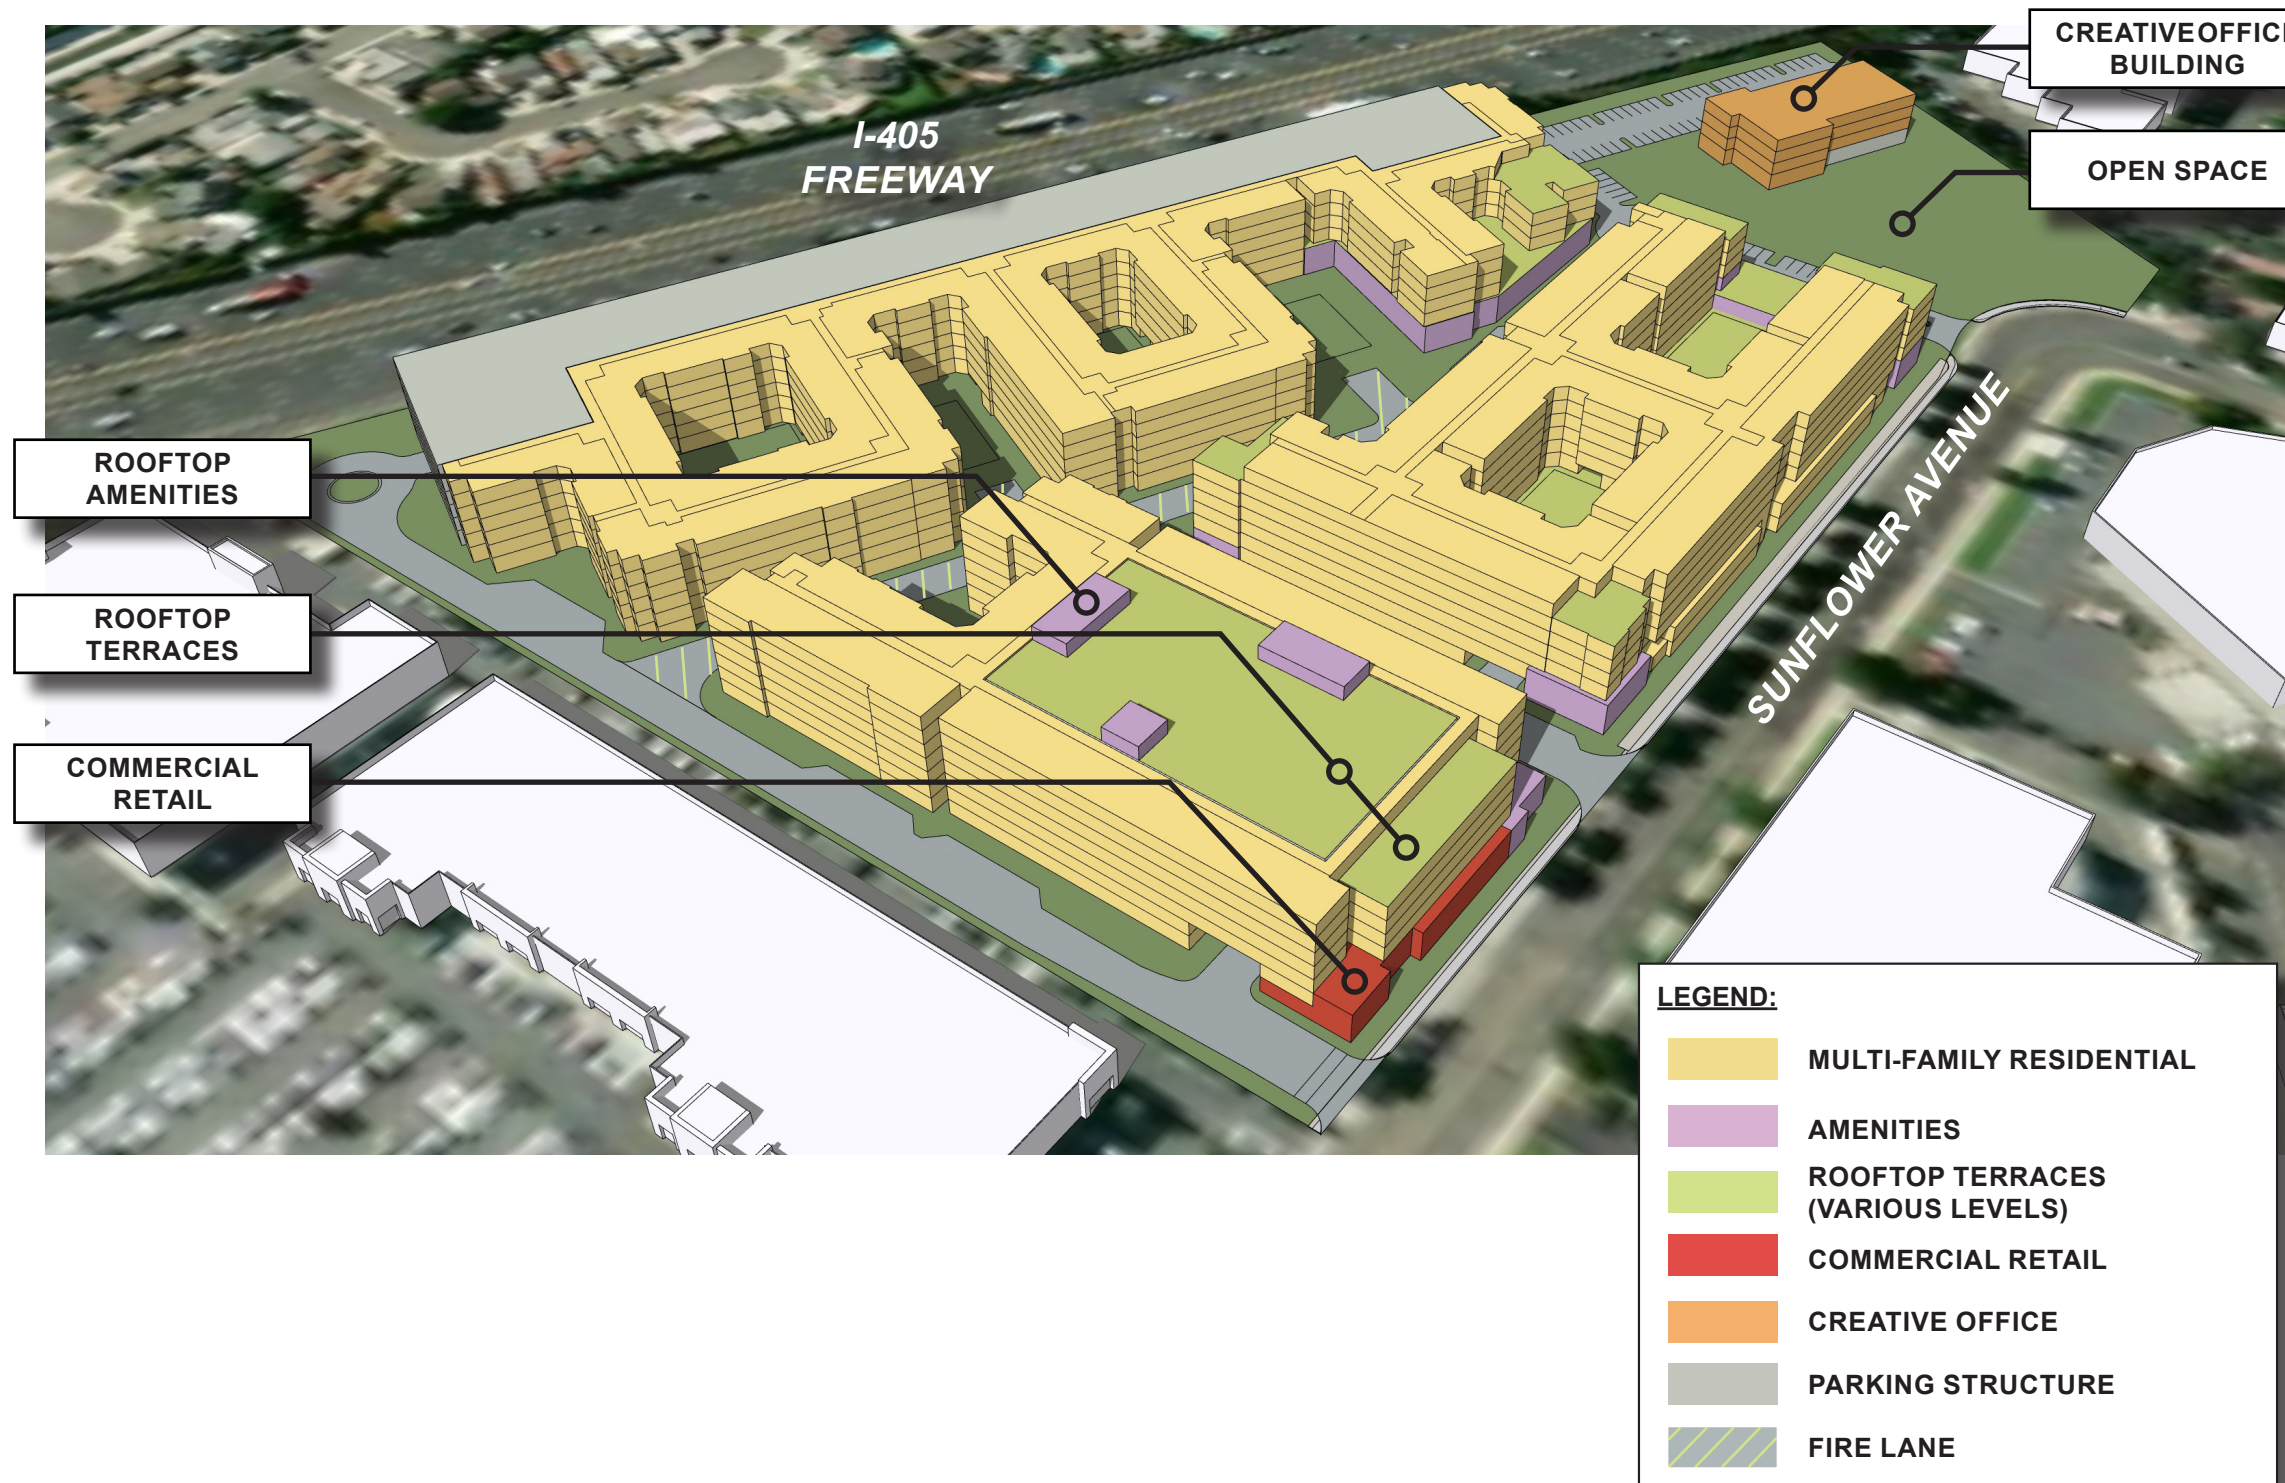 CREATIVE OFFIC
BUILDING
OPEN SPACE
I-405
FREEWAY
ROOFTOP
AMENITIES
ROOFTOP
TERRACES
COMMERCIAL
RETAIL
SUNFLOWER AVENUE
LEGEND:
MULTI-FAMILY RESIDENTIAL
AMENITIES
ROOFTOP TERRACES
(VARIOUS LEVELS)
COMMERCIAL RETAIL
CREATIVE OFFICE
PARKING STRUCTURE
FIRE LANE